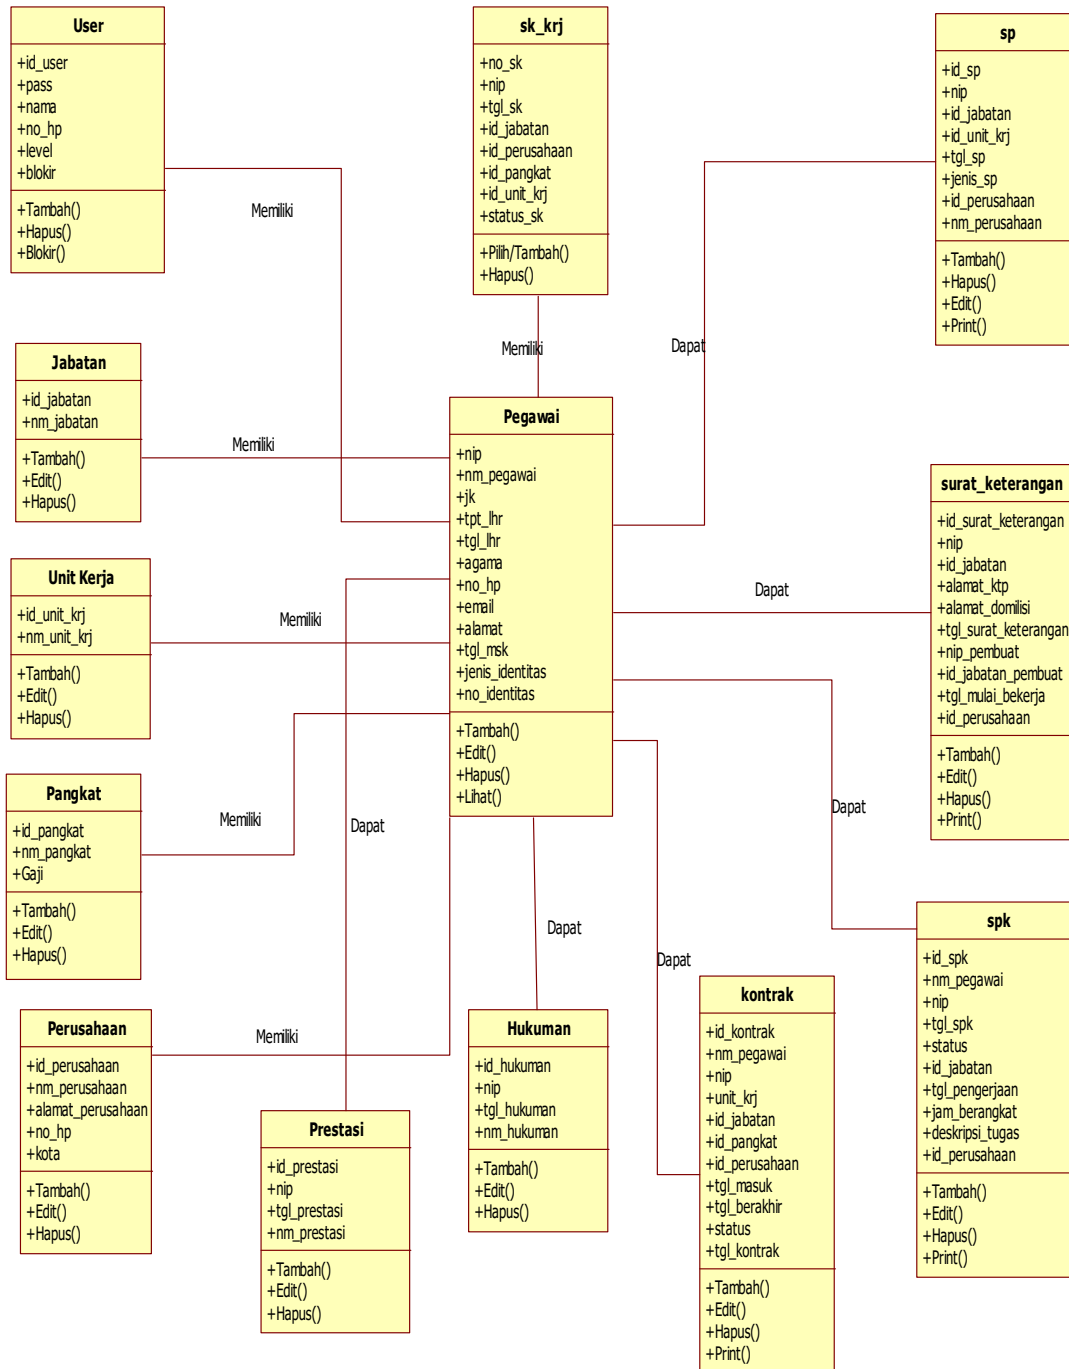 User
+id_user
+pass
+nama
+no_hp
+level
+blokir
+Tambah()
+Hapus()
+Blokir()
sk_krj
+no_sk
+nip
+tgl_sk
+id_jabatan
+id_perusahaan
+id_pangkat
+id_unit_krj
+status_sk
+Pilih/Tambah()
+Hapus()
sp
+id_sp
+nip
+id_jabatan
+id_unit_krj
+tgl_sp
+jenis_sp
+id_perusahaan
+nm_perusahaan
+Tambah()
+Hapus()
+Edit()
+Print()
Memiliki
Memiliki
Dapat
Jabatan
+id_jabatan
+nm_jabatan
+Tambah()
+Edit()
+Hapus()
Memiliki
Pegawai
+nip
+nm_pegawai
+jk
+tpt_lhr
+tgl_lhr
+agama
+no_hp
+email
+alamat
+tgl_msk
+jenis_identitas
+no_identitas
+Tambah()
+Edit()
+Hapus()
+Lihat()
surat_keterangan
+id_surat_keterangan
+nip
+id_jabatan
+alamat_ktp
+alamat_domilisi
+tgl_surat_keterangan
+nip_pembuat
+id_jabatan_pembuat
+tgl_mulai_bekerja
+id_perusahaan
+Tambah()
+Edit()
+Hapus()
+Print()
Dapat
Unit Kerja
+id_unit_krj
+nm_unit_krj
+Tambah()
+Edit()
+Hapus()
Memiliki
Pangkat
+id_pangkat
+nm_pangkat
+Gaji
+Tambah()
+Edit()
+Hapus()
Memiliki
Dapat
Dapat
Dapat
Dapat
spk
+id_spk
+nm_pegawai
+nip
+tgl_spk
+status
+id_jabatan
+tgl_pengerjaan
+jam_berangkat
+deskripsi_tugas
+id_perusahaan
+Tambah()
+Edit()
+Hapus()
+Print()
Perusahaan
+id_perusahaan
+nm_perusahaan
+alamat_perusahaan
+no_hp
+kota
+Tambah()
+Edit()
+Hapus()
Memiliki
Prestasi
+id_prestasi
+nip
+tgl_prestasi
+nm_prestasi
+Tambah()
+Edit()
+Hapus()
Hukuman
+id_hukuman
+nip
+tgl_hukuman
+nm_hukuman
+Tambah()
+Edit()
+Hapus()
kontrak
+id_kontrak
+nm_pegawai
+nip
+unit_krj
+id_jabatan
+id_pangkat
+id_perusahaan
+tgl_masuk
+tgl_berakhir
+status
+tgl_kontrak
+Tambah()
+Edit()
+Hapus()
+Print()